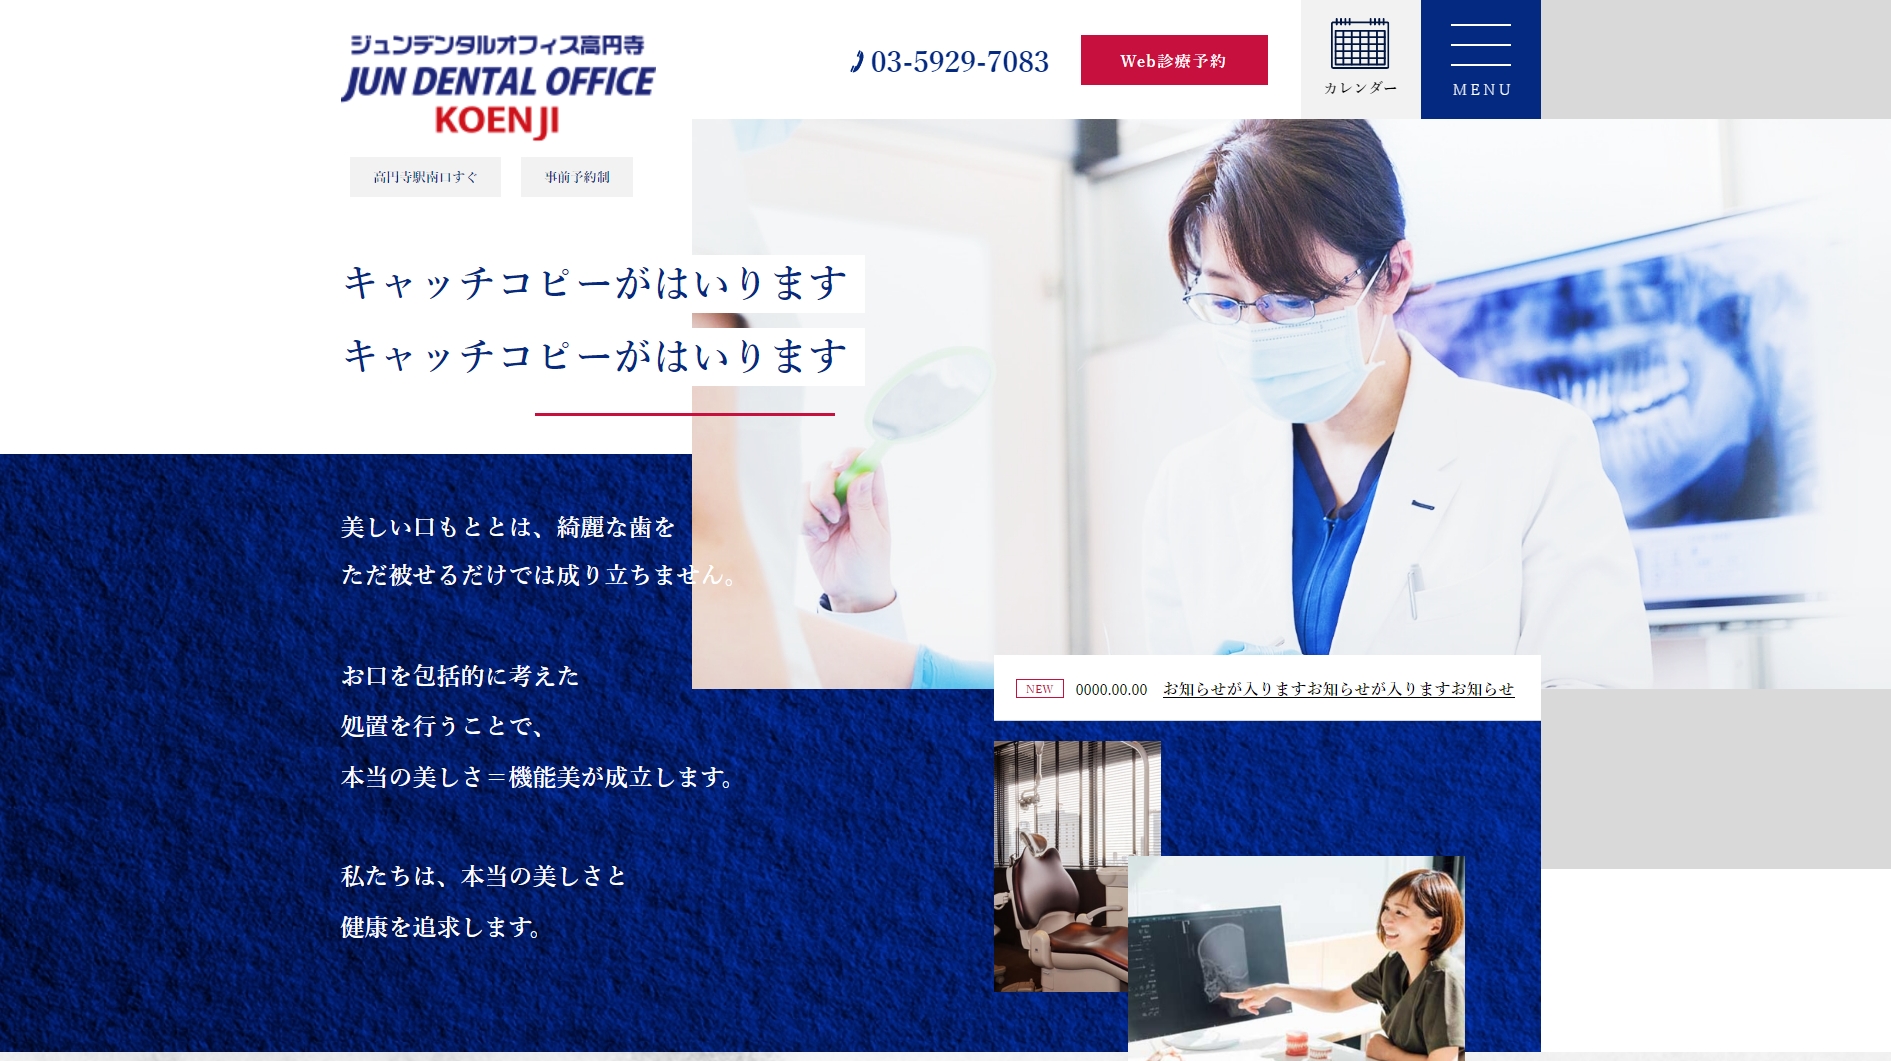 ジュンデンタルオフィス高円寺
JUN DENTAL OFFICE
KOENJI
高円寺駅南口すぐ
事前予約制
03-5929-7083
Web診療予約
カレンダー
MENU
キャッチコピーがはいります
キャッチコピーがはいります
美しい口もととは、綺麗な歯を
ただ被せるだけでは成り立ちません。
お口を包括的に考えた
処置を行うことで、
本当の美しさ＝機能美が成立します。
私たちは、本当の美しさと
健康を追求します。
NEW 0000.00.00 お知らせが入りますお知らせが入りますお知らせ